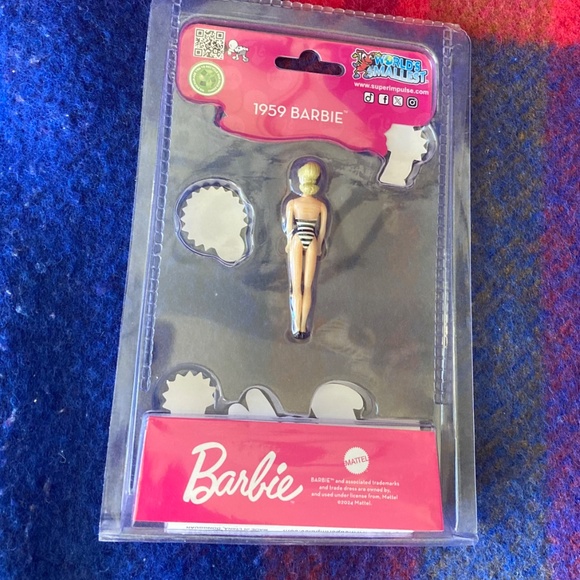 WORLD'S
SMALLEST
www.superimpulse.com
1959 BARBIE™
Barbie
MATTEL
BARBIE™ and associated trademarks
and trade dress are owned by,
and used under license from, Mattel
©2024 Mattel.